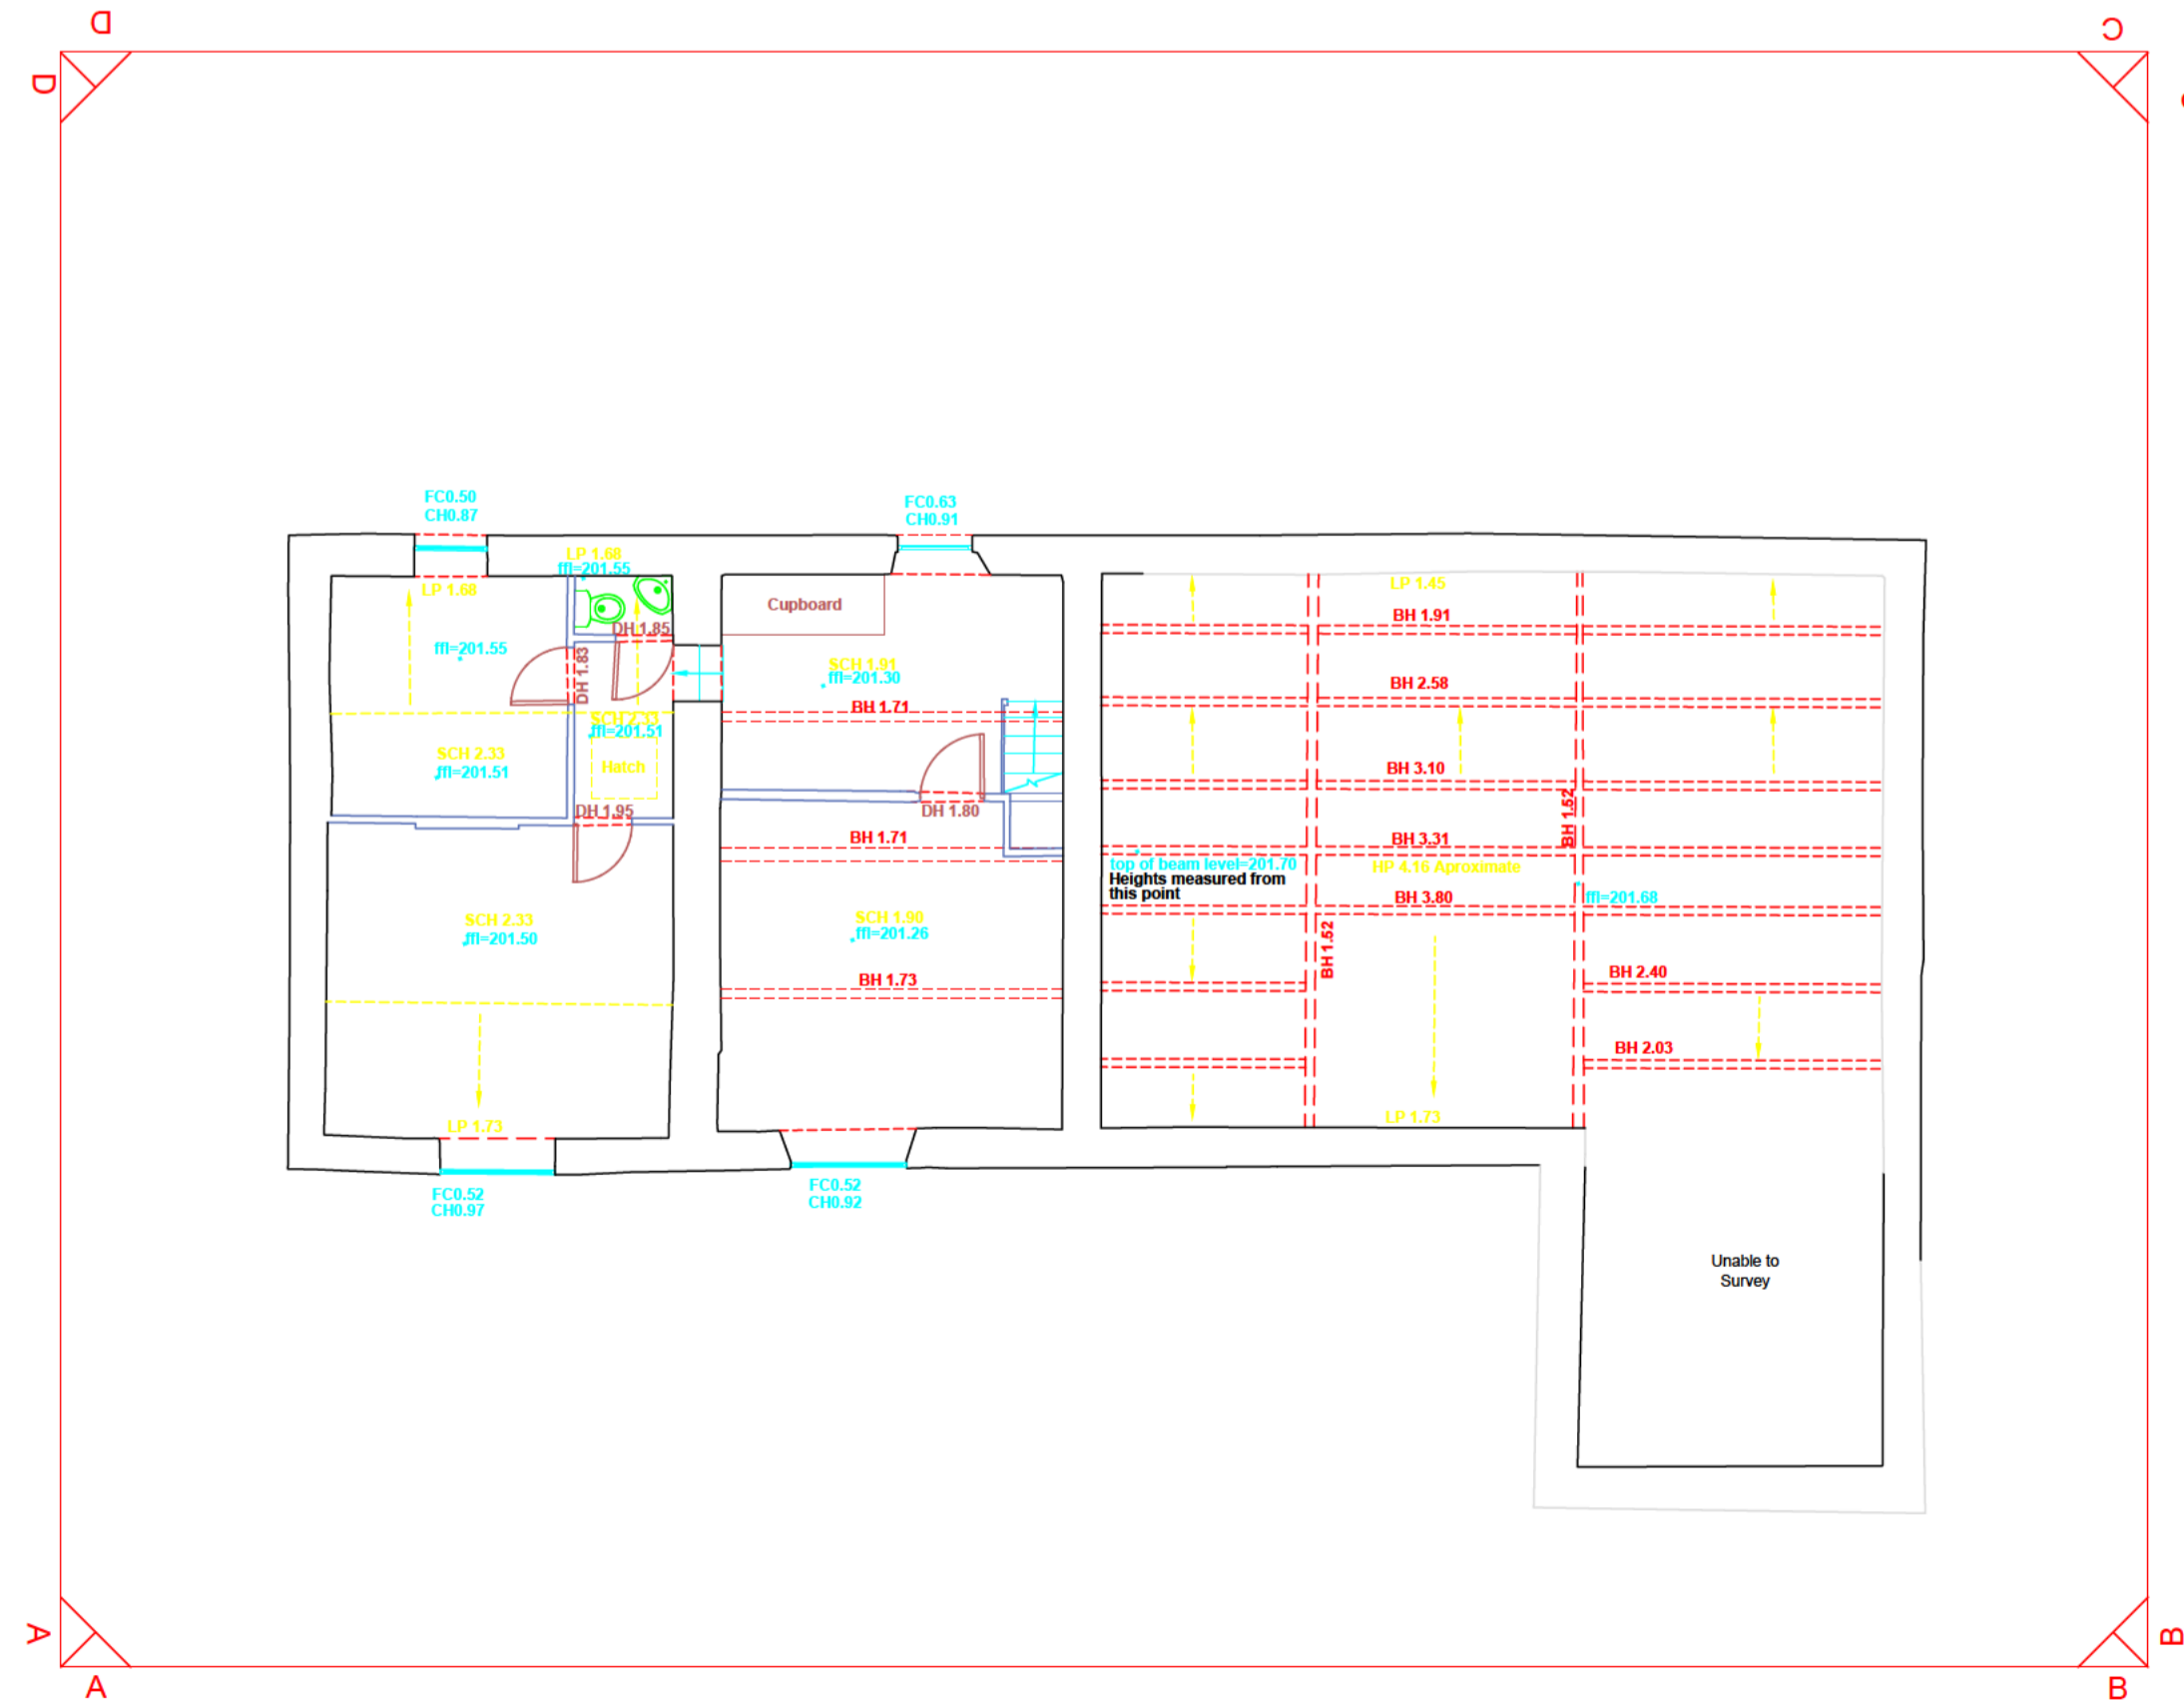 D
C
D
FC0.50
CH0.87
FC0.63
CH0.91
LP 1.68
ffl=201.55
LP 1.68
Cupboard
DH 1.85
ffl=201.55
DH 1.83
SCH 1.91
ffl=201.30
BH 1.71
SCH 2.33
ffl=201.51
SCH 2.33
ffl=201.51
Hatch
DH 1.95
DH 1.80
BH 1.71
SCH 2.33
ffl=201.50
SCH 1.90
ffl=201.26
BH 1.73
LP 1.73
FC0.52
CH0.97
FC0.52
CH0.92
LP 1.45
BH 1.91
BH 2.58
BH 3.10
BH 1.52
BH 3.31
top of beam level=201.70
Heights measured from
this point
HP 4.16 Aproximate
BH 3.80
ffl=201.68
BH 1.52
BH 2.40
BH 2.03
LP 1.73
Unable to
Survey
A
B
A
B